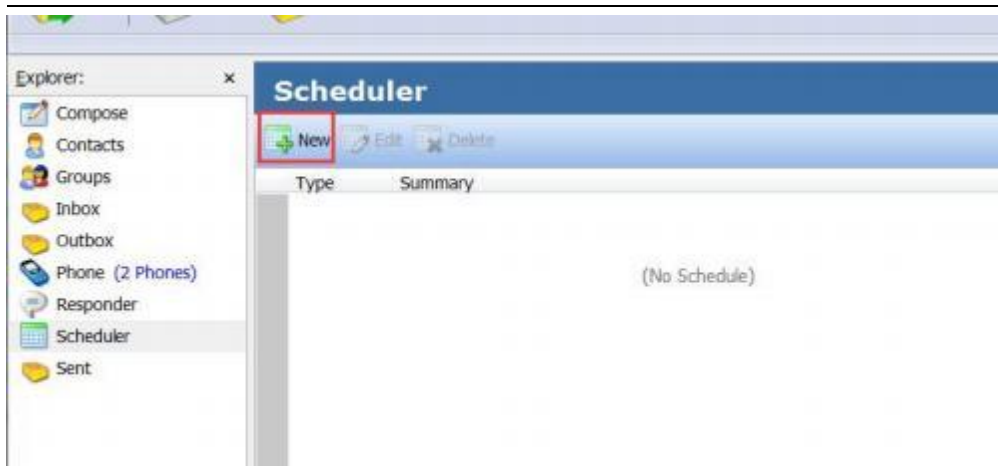 Explorer: x
Compose
Contacts
Groups
Inbox
Outbox
Phone (2 Phones)
Responder
Scheduler
Sent
Scheduler
New Edit Delete
Type Summary
(No Schedule)